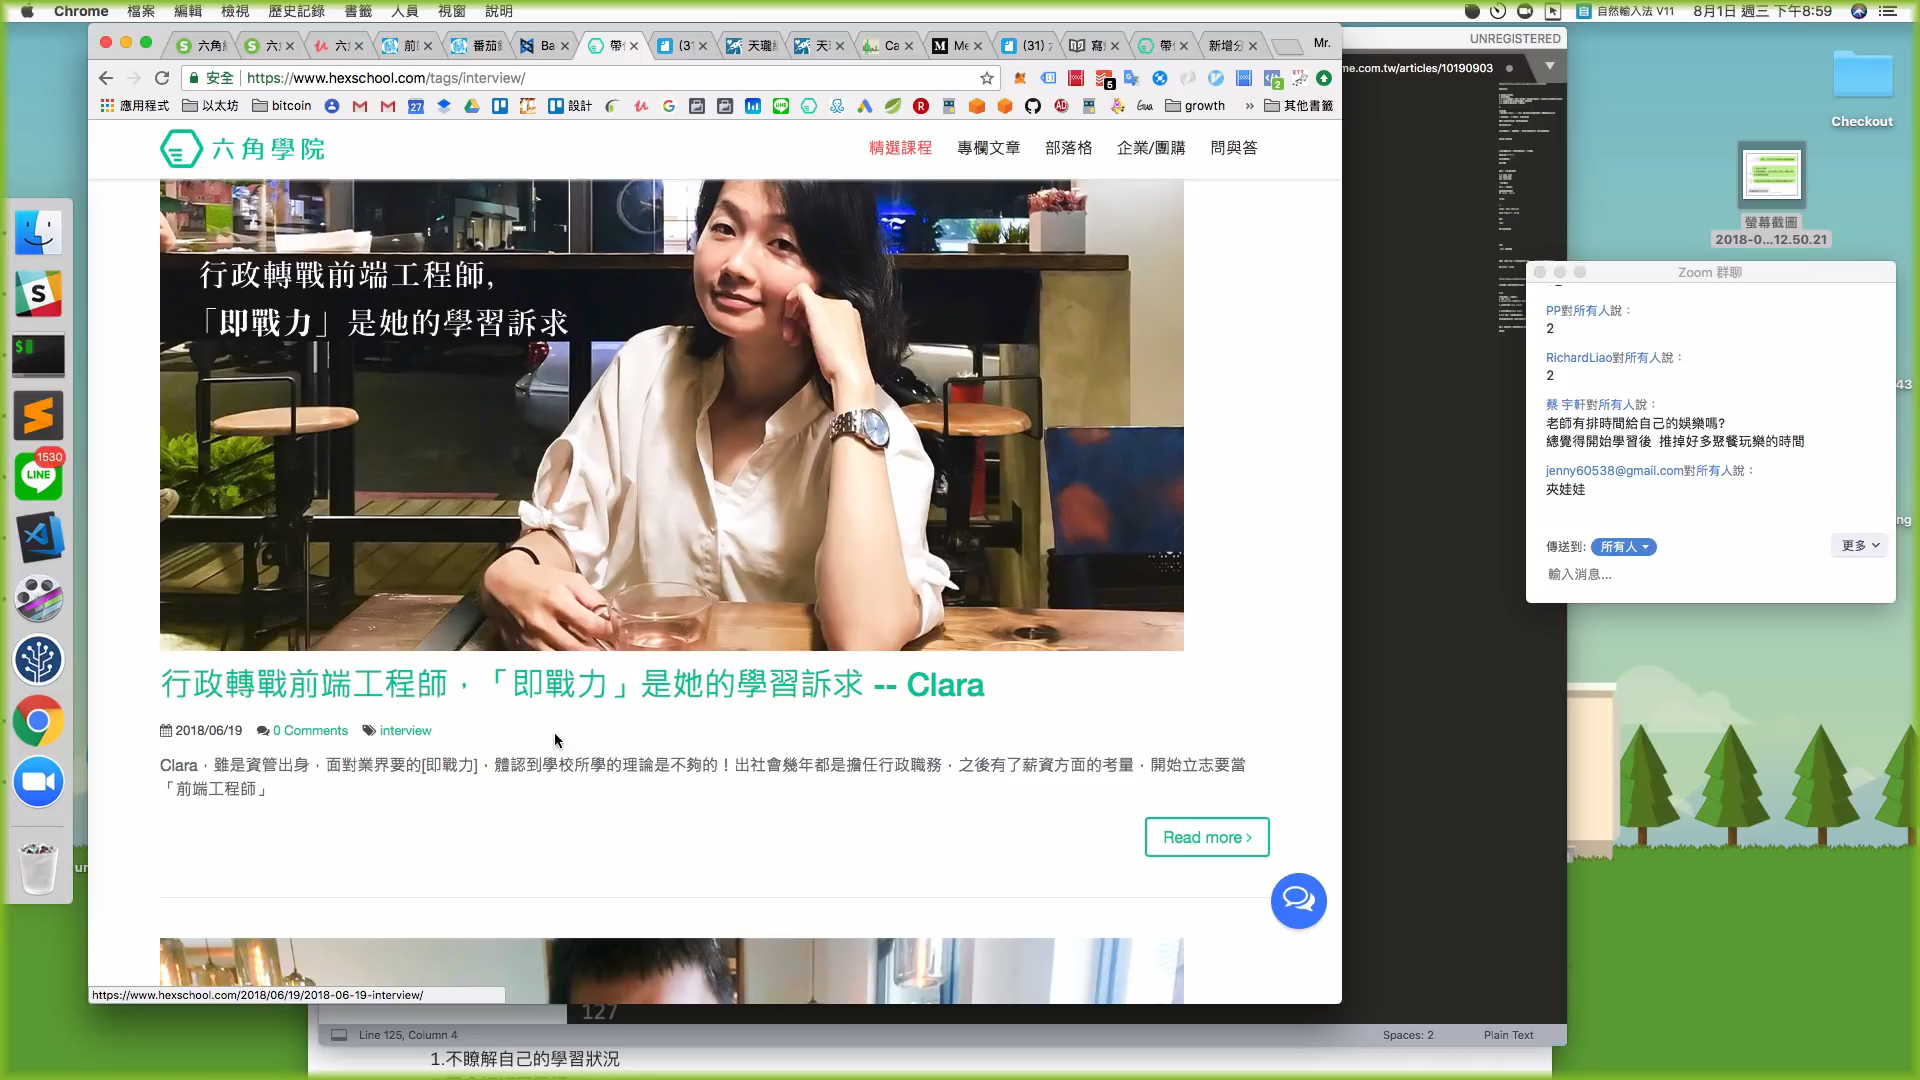 Chrome 檔案 編輯 檢視 歷史記錄 書籤 人員 視窗 說明
自然輸入法 V11 8月1日 週三 下午8:59
UNREGISTERED
Mr.
新增分
安全 https://www.hexschool.com/tags/interview/
me.com.tw/articles/10190903
應用程式 以太坊 bitcoin 設計 growth 其他書籤
六角學院
精選課程 專欄文章 部落格 企業/團購 問與答
行政轉戰前端工程師,
「即戰力」是她的學習訴求
行政轉戰前端工程師，「即戰力」是她的學習訴求 -- Clara
2018/06/19 0 Comments interview
Clara，雖是資管出身，面對業界要的[即戰力]，體認到學校所學的理論是不夠的！出社會幾年都是擔任行政職務，之後有了薪資方面的考量，開始立志要當
「前端工程師」
Read more ›
https://www.hexschool.com/2018/06/19/2018-06-19-interview/
127
Line 125, Column 4
Spaces: 2 Plain Text
1.不瞭解自己的學習狀況
Checkout
螢幕截圖
2018-0...12.50.21
Zoom 群聊
PP對所有人說：
2
RichardLiao對所有人說：
2
蔡 宇軒對所有人說：
老師有排時間給自己的娛樂嗎?
總覺得開始學習後 推掉好多聚餐玩樂的時間
jenny60538@gmail.com對所有人說：
夾娃娃
傳送到: 所有人
更多
輸入消息...
1530
LINE